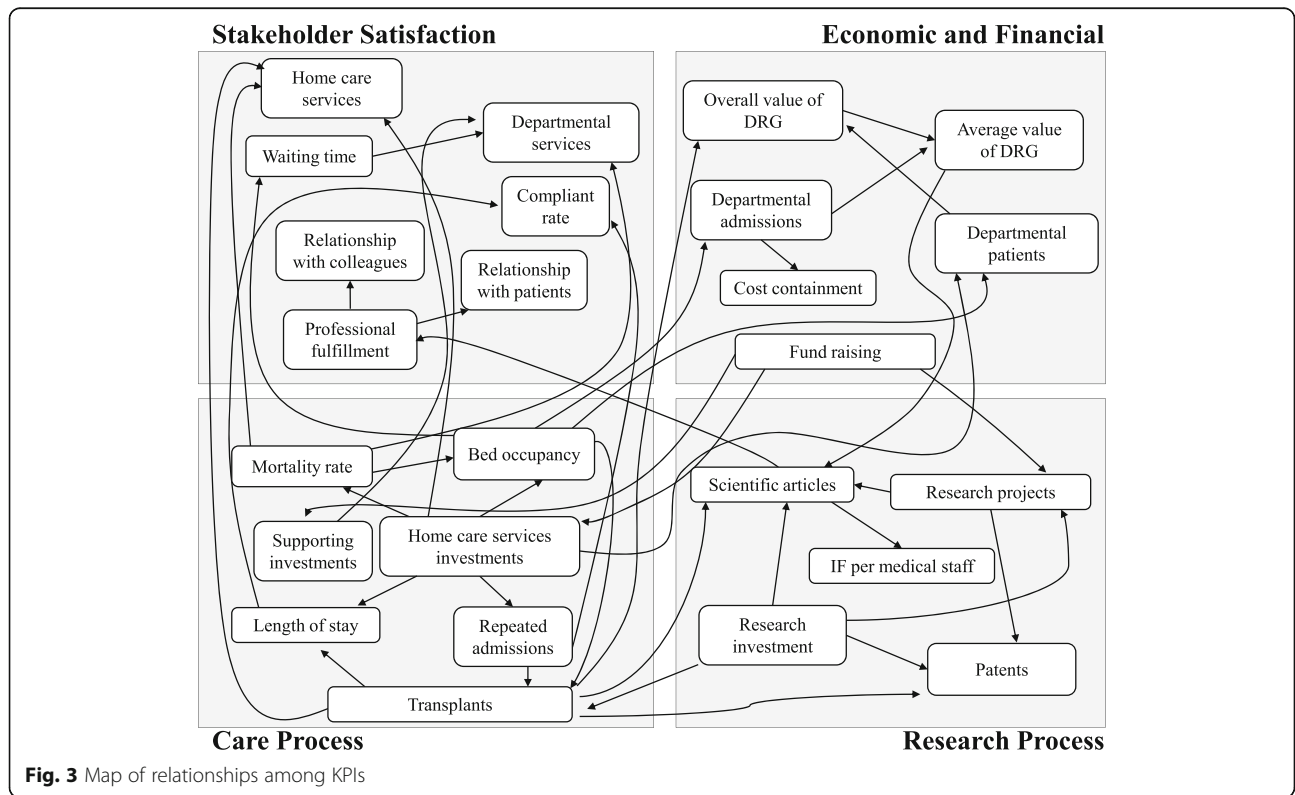 Stakeholder Satisfaction
Economic and Financial
Home care
services
Departmental
services
Waiting time
Compliant
rate
Relationship
with colleagues
Relationship
with patients
Professional
fulfillment
Overall value of
DRG
Average value
of DRG
Departmental
admissions
Departmental
patients
Cost containment
Fund raising
Mortality rate
Bed occupancy
Supporting
investments
Home care services
investments
Length of stay
Repeated
admissions
Transplants
Scientific articles
Research projects
IF per medical staff
Research
investment
Patents
Care Process
Research Process
Fig. 3 Map of relationships among KPIs